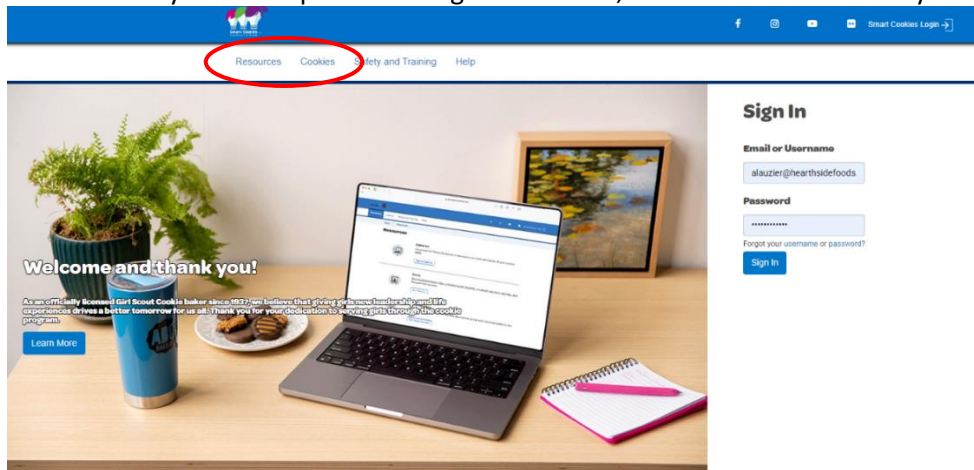 Smart Cookies Login
Resources Cookies Safety and Training Help
Sign In
Email or Username
alauzier@hearthsidefoods
Password
Forgot your username or password?
Sign In
Welcome and thank you!
As an officially licensed Girl Scout Cookie baker since 1937, we believe that giving girls new leadership and life
experiences drives a better tomorrow for us all. Thank you for your dedication to serving girls through the cookie
program.
Learn More
Resources